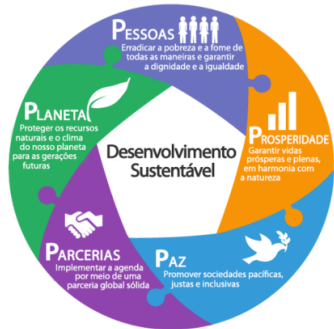 PESSOAS
Erradicar a pobreza e a fome de
todas as maneiras e garantir
a dignidade e a igualdade
PLANETA
Proteger os recursos
naturais e o clima
do nosso planeta
para as gerações
futuras
PROSPERIDADE
Garantir vidas
prósperas e plenas,
em harmonia com
a natureza
Desenvolvimento
Sustentável
PARCERIAS
Implementar a agenda
por meio de uma
parceria global sólida
PAZ
Promover sociedades pacíficas,
justas e inclusivas